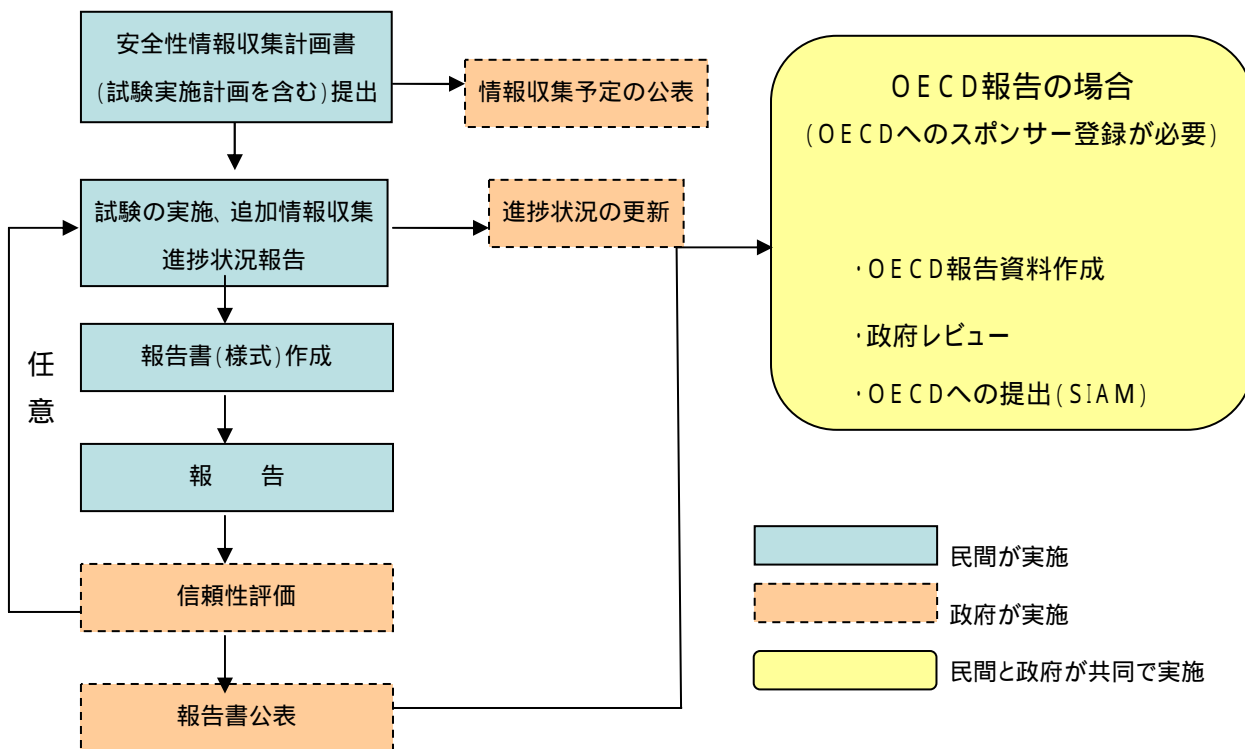 安全性情報収集計画書
(試験実施計画を含む)提出
情報収集予定の公表
試験の実施、追加情報収集
進捗状況報告
進捗状況の更新
報告書(様式)作成
報　　告
信頼性評価
報告書公表
任
意
OECD報告の場合
(OECDへのスポンサー登録が必要)
・OECD報告資料作成
・政府レビュー
・OECDへの提出(SIAM)
民間が実施
政府が実施
民間と政府が共同で実施